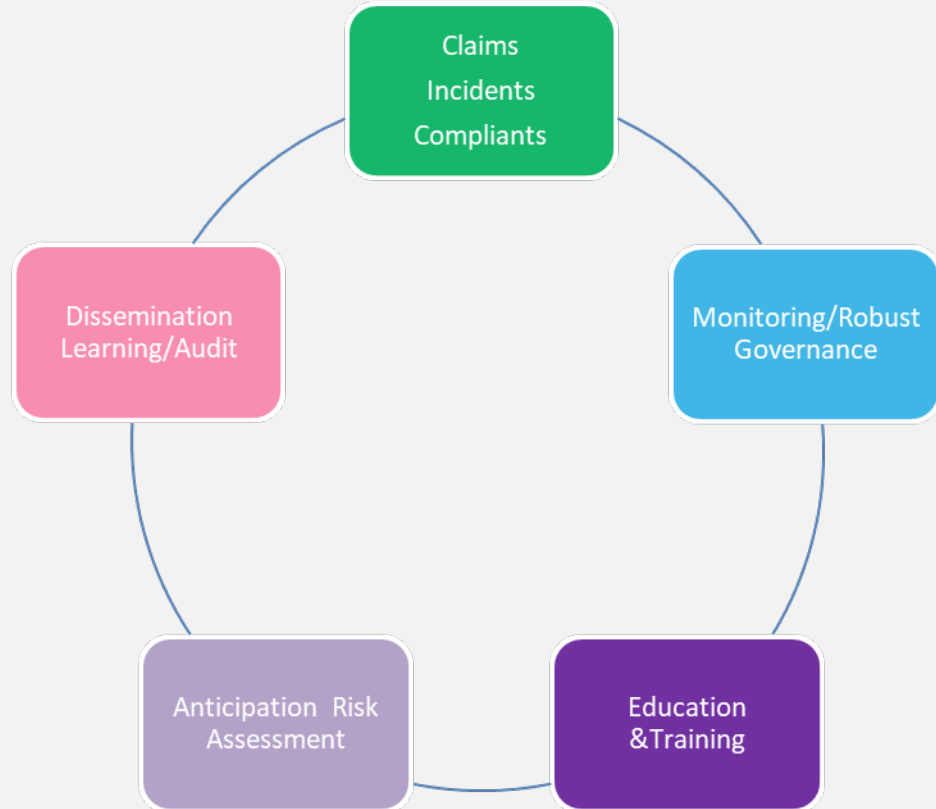 Claims
Incidents
Compliants
Dissemination
Learning/Audit
Monitoring/Robust
Governance
Anticipation  Risk
Assessment
Education
&Training